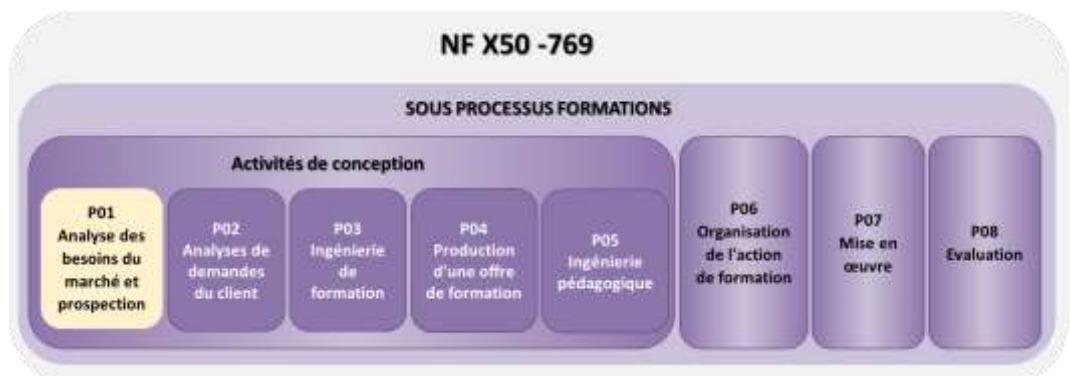 NF X50 -769
SOUS PROCESSUS FORMATIONS
Activités de conception
P01
Analyse des
besoins du
marché et
prospection
P02
Analyses de
demandes
du client
P03
Ingénierie
de
formation
P04
Production
d'une offre
de formation
P05
Ingénierie
pédagogique
P06
Organisation
de l'action
de formation
P07
Mise en
œuvre
P08
Evaluation